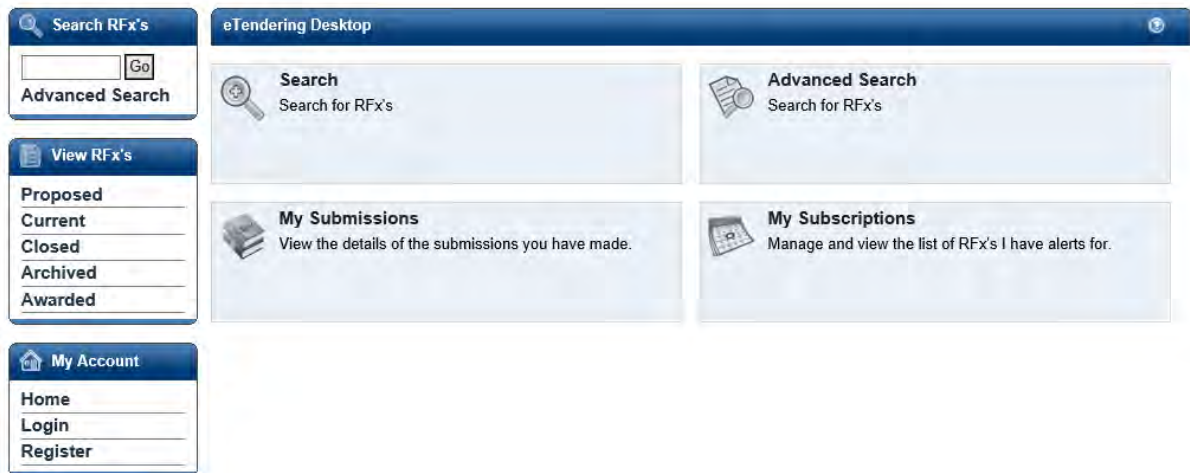 Search RFx's
Go
Advanced Search
View RFx's
Proposed
Current
Closed
Archived
Awarded
My Account
Home
Login
Register
eTendering Desktop
Search
Search for RFx's
Advanced Search
Search for RFx's
My Submissions
View the details of the submissions you have made.
My Subscriptions
Manage and view the list of RFx's I have alerts for.